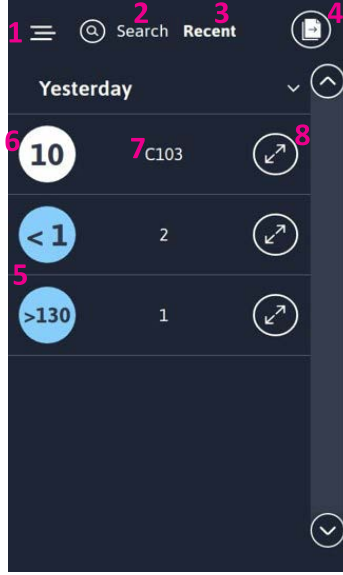 1 2 3 4
Search Recent
Yesterday
6 10 7 C103 8
< 1 2
5
>130 1